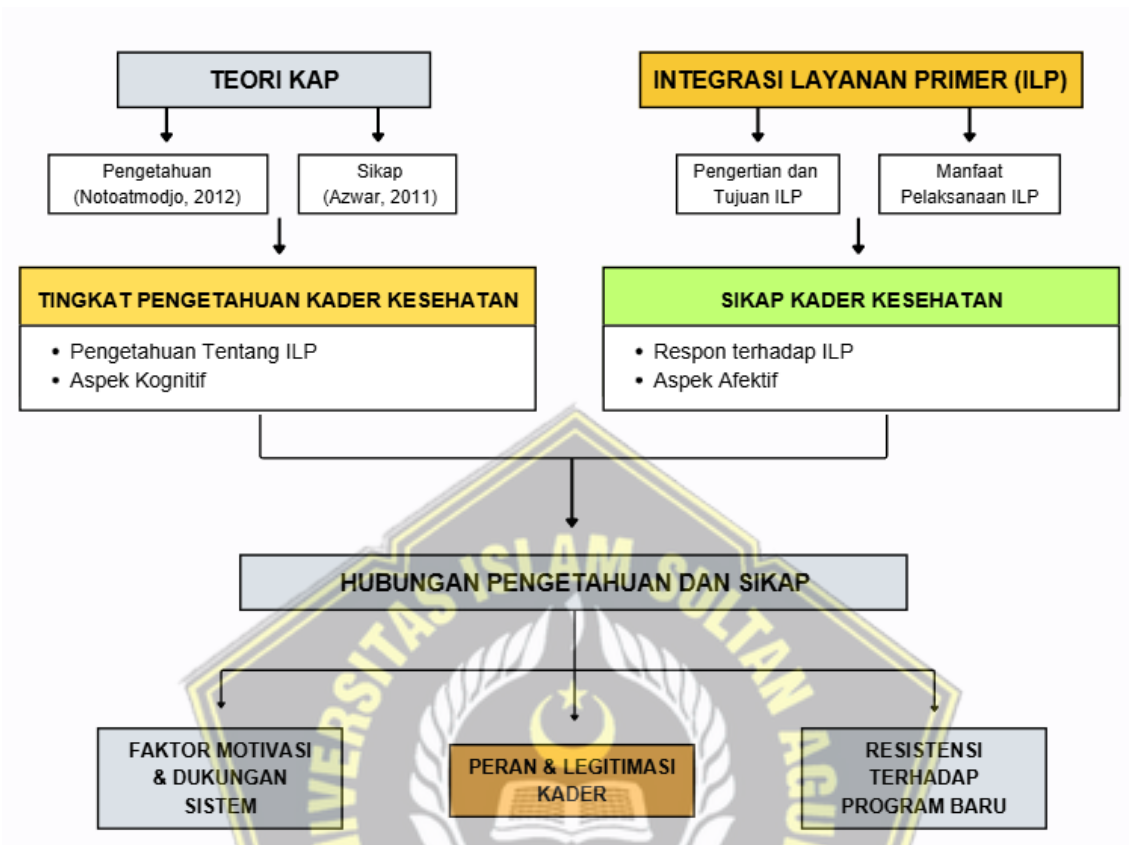 TEORI KAP
INTEGRASI LAYANAN PRIMER (ILP)
Pengetahuan
(Notoatmodjo, 2012)
Sikap
(Azwar, 2011)
Pengertian dan
Tujuan ILP
Manfaat
Pelaksanaan ILP
TINGKAT PENGETAHUAN KADER KESEHATAN
• Pengetahuan Tentang ILP
• Aspek Kognitif
SIKAP KADER KESEHATAN
• Respon terhadap ILP
• Aspek Afektif
HUBUNGAN PENGETAHUAN DAN SIKAP
FAKTOR MOTIVASI
& DUKUNGAN
SISTEM
PERAN & LEGITIMASI
KADER
RESISTENSI
TERHADAP
PROGRAM BARU
UNIVERSITAS ISLAM SULTAN AGU